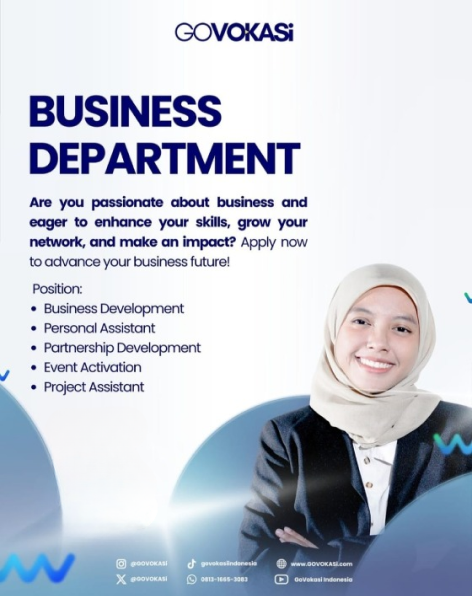 GOVOKASi
BUSINESS
DEPARTMENT
Are you passionate about business and
eager to enhance your skills, grow your
network, and make an impact? Apply now
to advance your business future!
Position:
• Business Development
• Personal Assistant
• Partnership Development
• Event Activation
• Project Assistant
@GOVOKASI govokasiindonesia www.GOVOKASI.com
@GOVOKASI 0812-1665-3083 GoVokasi Indonesia